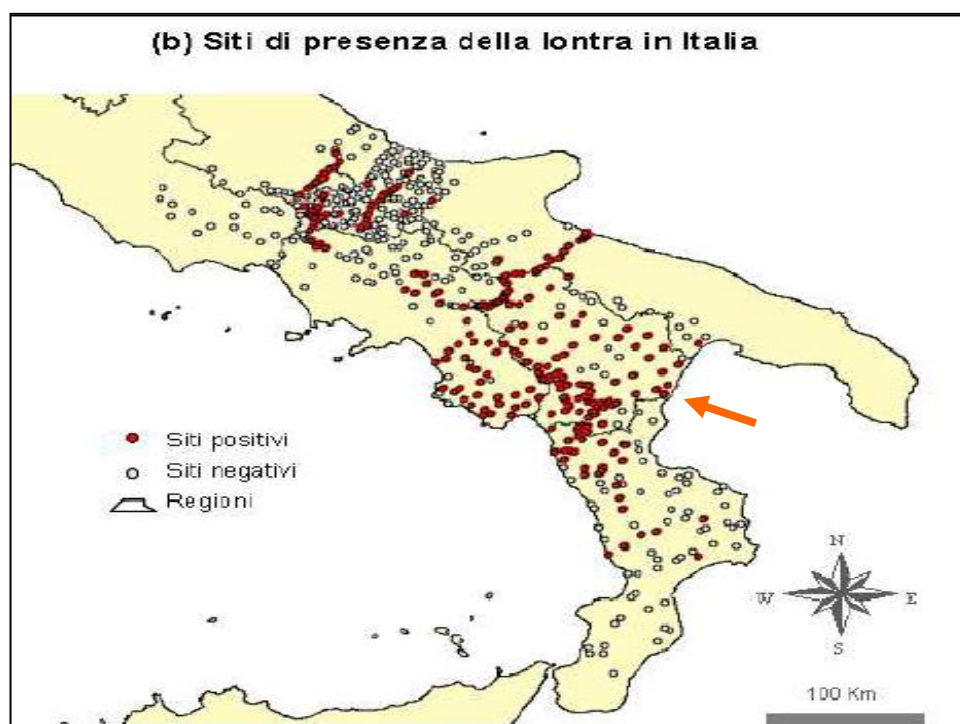 (b) Siti di presenza della lontra in Italia
Siti positivi
Siti negativi
Regioni
N
W E
S
100 Km